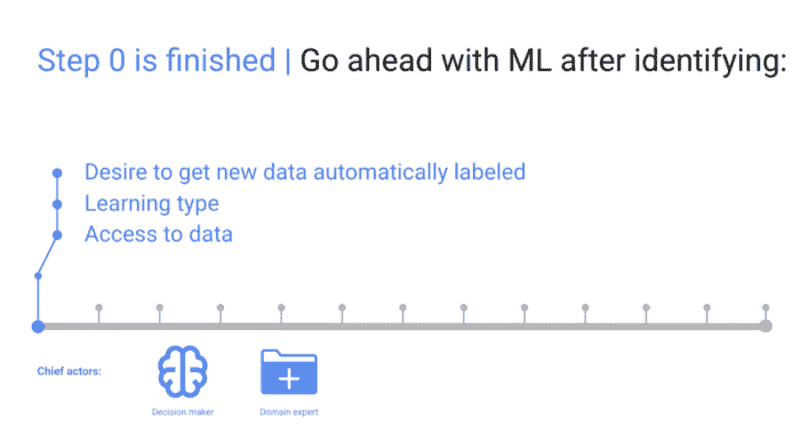 Step 0 is finished | Go ahead with ML after identifying:
Desire to get new data automatically labeled
Learning type
Access to data
Chief actors:
Decision maker
Domain expert